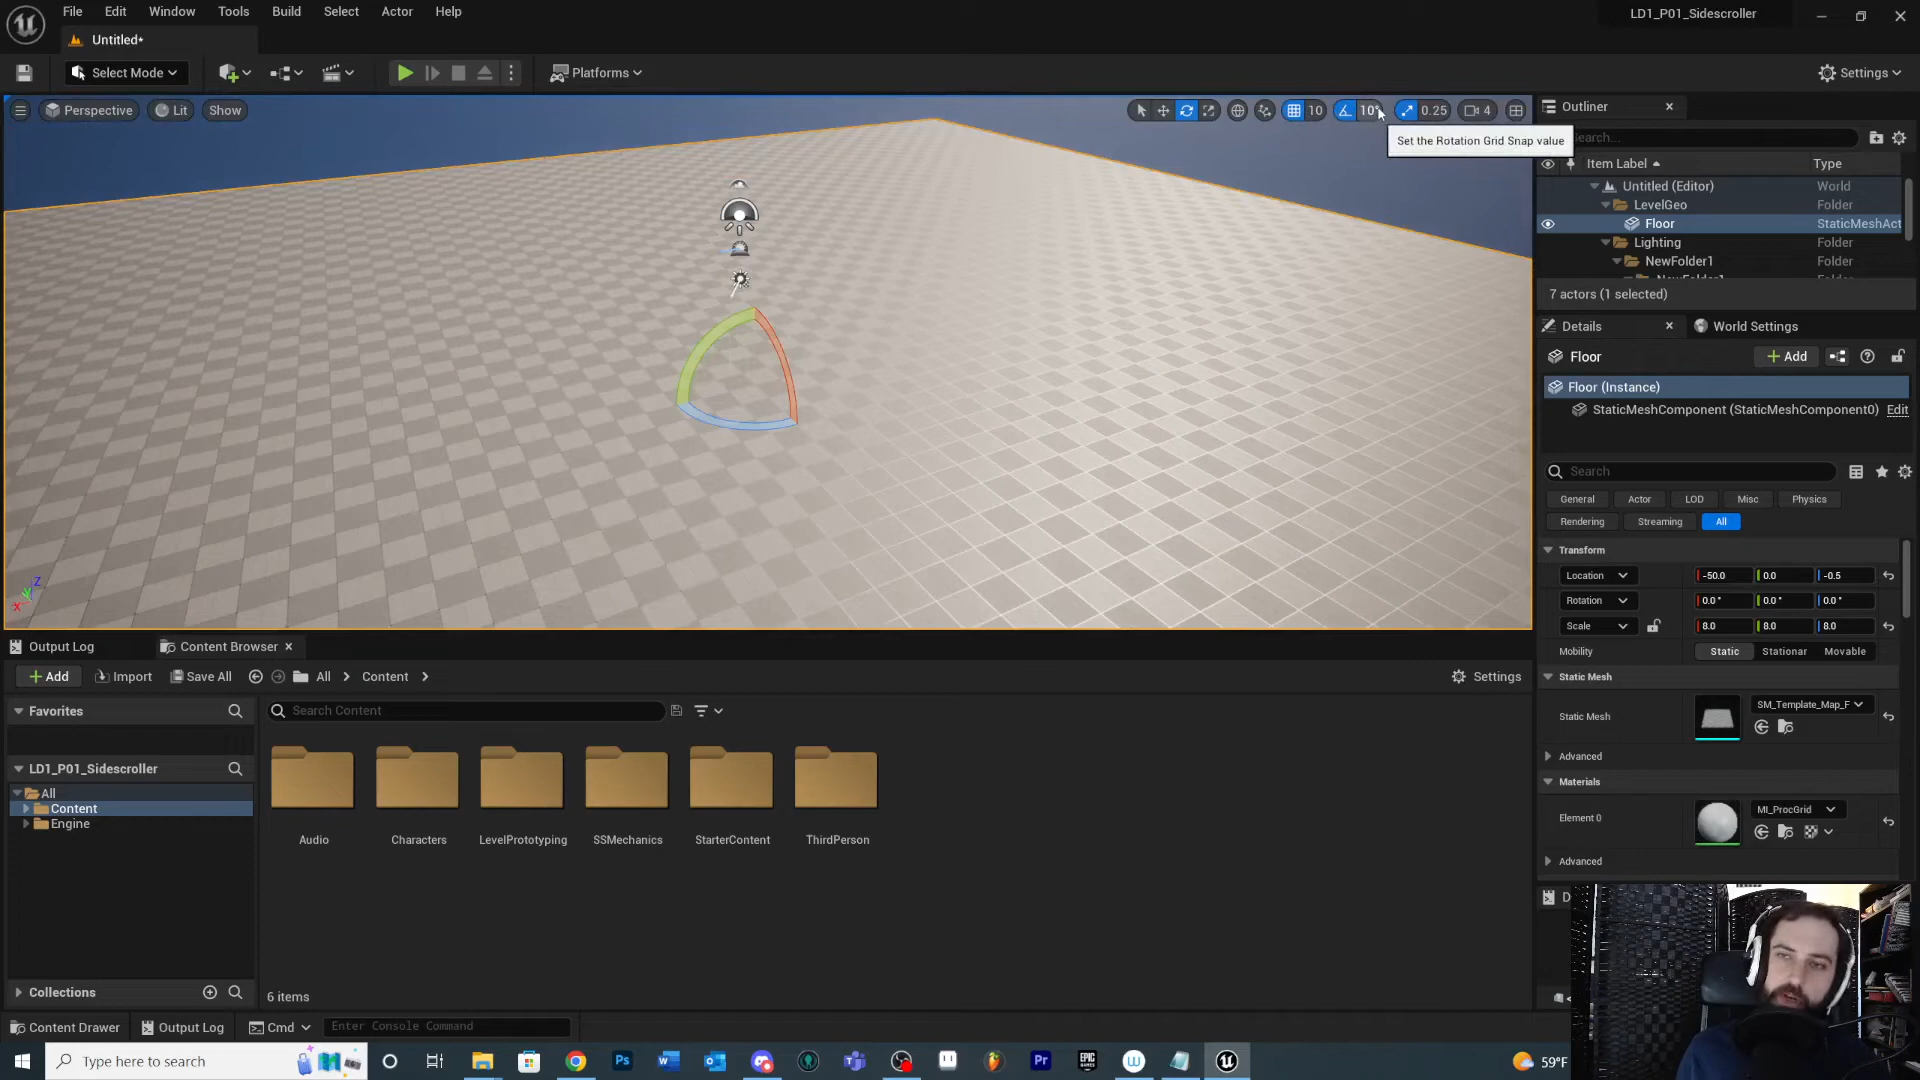 File Edit Window Tools Build Select Actor Help
LD1_P01_Sidescroller
Untitled*
Select Mode
Platforms
Settings
Perspective Lit Show
10 10° 0.25 4
Set the Rotation Grid Snap value
Outliner
Search...
Item Label Type
Untitled (Editor) World
LevelGeo Folder
Floor StaticMeshAct
Lighting Folder
NewFolder1 Folder
7 actors (1 selected)
Details World Settings
Floor Add
Floor (Instance)
StaticMeshComponent (StaticMeshComponent0) Edit
Search
General Actor LOD Misc Physics
Rendering Streaming All
Transform
Location -50.0 0.0 -0.5
Rotation 0.0° 0.0° 0.0°
Scale 8.0 8.0 8.0
Mobility Static Stationar Movable
Static Mesh
Static Mesh SM_Template_Map_F
Advanced
Materials
Element 0 MI_ProcGrid
Advanced
Z
Y
X
Output Log Content Browser
Add Import Save All All Content Settings
Favorites
Search Content
LD1_P01_Sidescroller
All
Content
Engine
Audio Characters LevelPrototyping SSMechanics StarterContent ThirdPerson
Collections
6 items
Content Drawer Output Log Cmd Enter Console Command
Type here to search
59°F